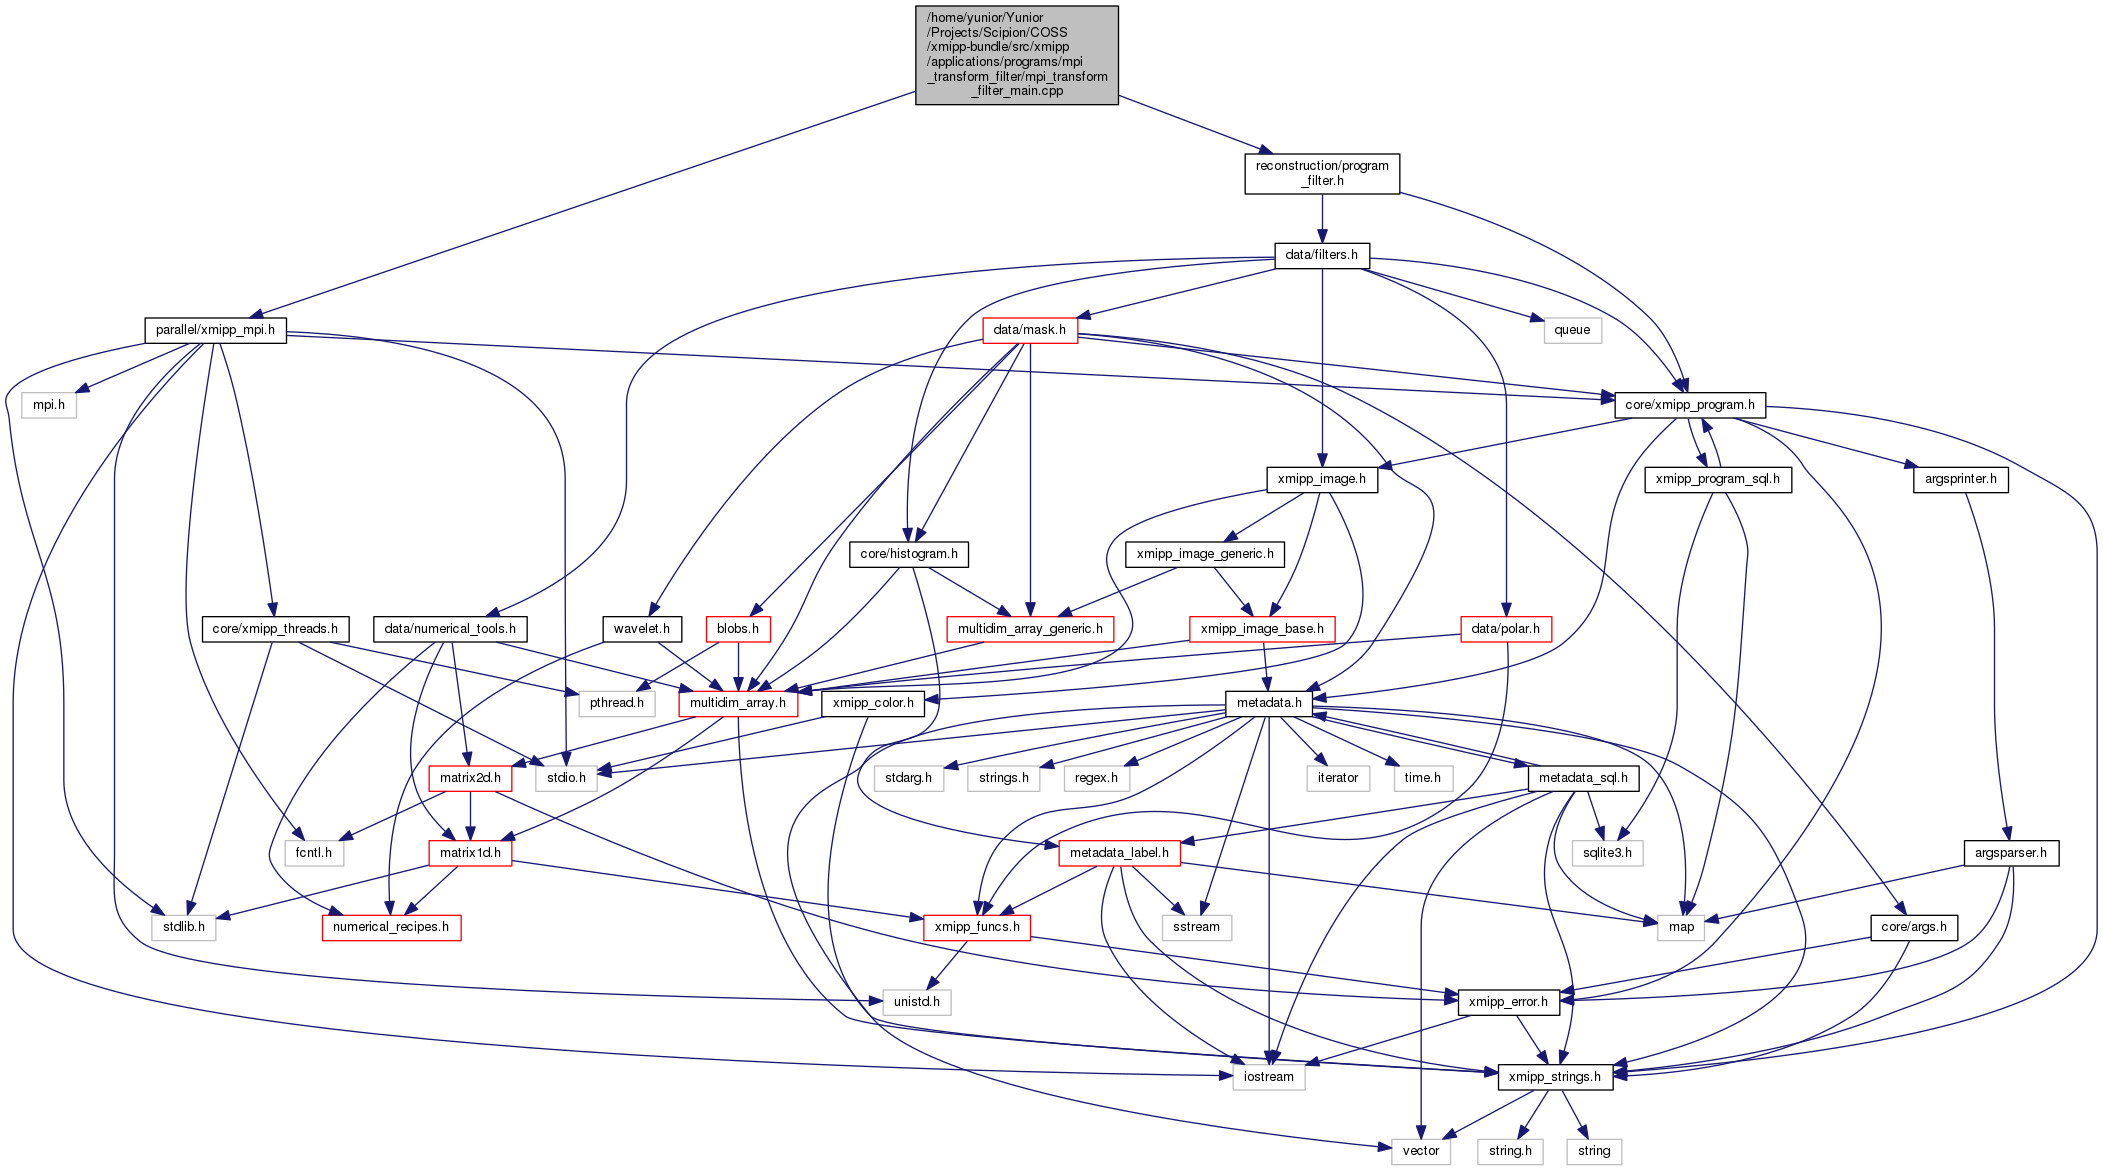 /home/yunior/Yunior
/Projects/Scipion/COSS
/xmipp-bundle/src/xmipp
/applications/programs/mpi
_transform_filter/mpi_transform
_filter_main.cpp
reconstruction/program
_filter.h
data/filters.h
parallel/xmipp_mpi.h
data/mask.h
queue
mpi.h
core/xmipp_program.h
xmipp_image.h
xmipp_program_sql.h
argsprinter.h
core/histogram.h
xmipp_image_generic.h
core/xmipp_threads.h
data/numerical_tools.h
wavelet.h
blobs.h
multidim_array_generic.h
xmipp_image_base.h
data/polar.h
pthread.h
multidim_array.h
xmipp_color.h
metadata.h
matrix2d.h
stdio.h
stdarg.h
strings.h
regex.h
iterator
time.h
metadata_sql.h
fcntl.h
matrix1d.h
metadata_label.h
sqlite3.h
argsparser.h
stdlib.h
numerical_recipes.h
xmipp_funcs.h
sstream
map
core/args.h
unistd.h
xmipp_error.h
iostream
xmipp_strings.h
vector
string.h
string